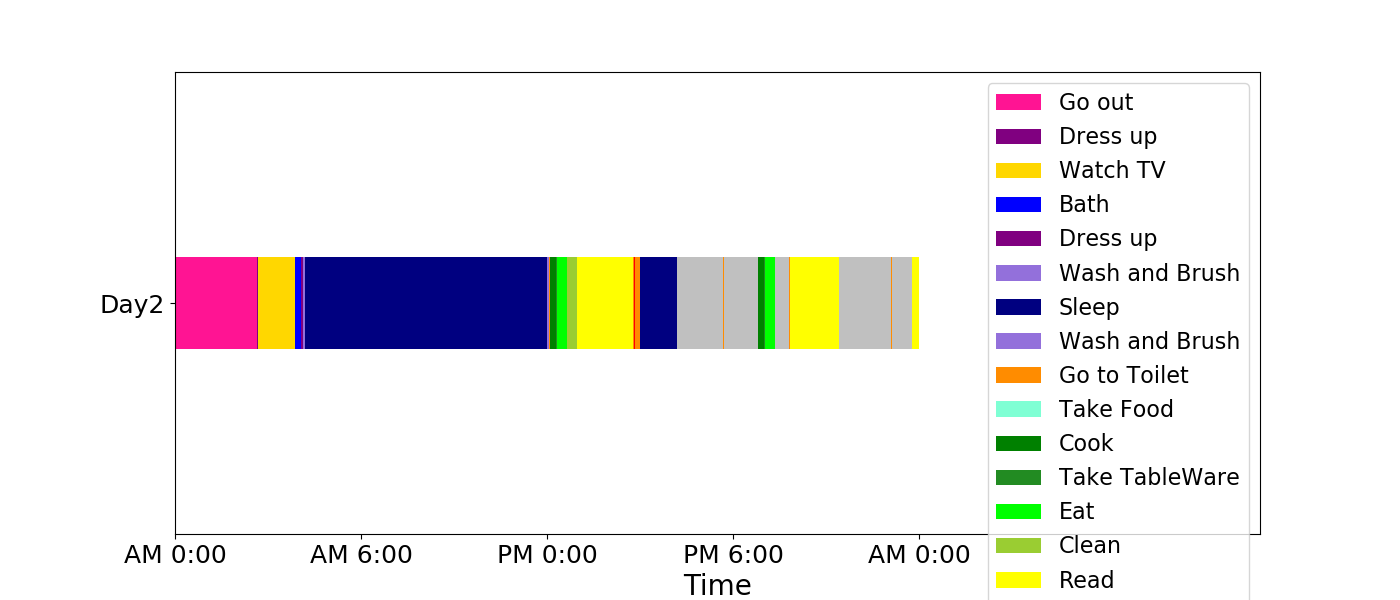 Go out
Dress up
Watch TV
Bath
Dress up
Wash and Brush
Sleep
Wash and Brush
Go to Toilet
Take Food
Cook
Take TableWare
Eat
Clean
Read
Day2
AM 0:00 AM 6:00 PM 0:00 PM 6:00 AM 0:00
Time